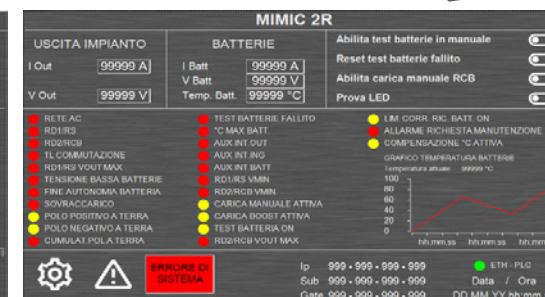 MIMIC 2R
USCITA IMPIANTO
I Out 99999 A
V Out 99999 V
BATTERIE
I Batt 99999 A
V Batt 99999 V
Temp. Batt. 99999 °C
Abilita test batterie in manuale
Reset test batterie fallito
Abilita carica manuale RCB
Prova LED
RETE AC
RD1/RS
RD2/RCB
TL COMMUTAZIONE
RD1/RS VOUT MAX
TENSIONE BASSA BATTERIE
FINE AUTONOMIA BATTERIA
SOVRACCARICO
POLO POSITIVO A TERRA
POLO NEGATIVO A TERRA
CUMULAT.POL.A TERRA
TEST BATTERIE FALLITO
°C MAX BATT.
AUX INT.OUT
AUX INT.ING
AUX INT.BATT
RD1/RS VMIN
RD2/RCB VMIN
CARICA MANUALE ATTIVA
CARICA BOOST ATTIVA
TEST BATTERIA ON
RD2/RCB VOUT MAX
LIM. CORR. RIC. BATT. ON
ALLARME RICHIESTA MANUTENZIONE
COMPENSAZIONE °C ATTIVA
GRAFICO TEMPERATURA BATTERIE
Temperatura attuale: 99999 °C
100
80
60
40
20
0
hh.mm.ss hh.mm.ss hh.mm
ERRORE DI
SISTEMA
Ip 999 - 999 - 999 - 999
Sub 999 - 999 - 999 - 999
Gate 999 - 999 - 999 - 999
ETH - PLC
Data / Ora
DD.MM.YY hh:mm